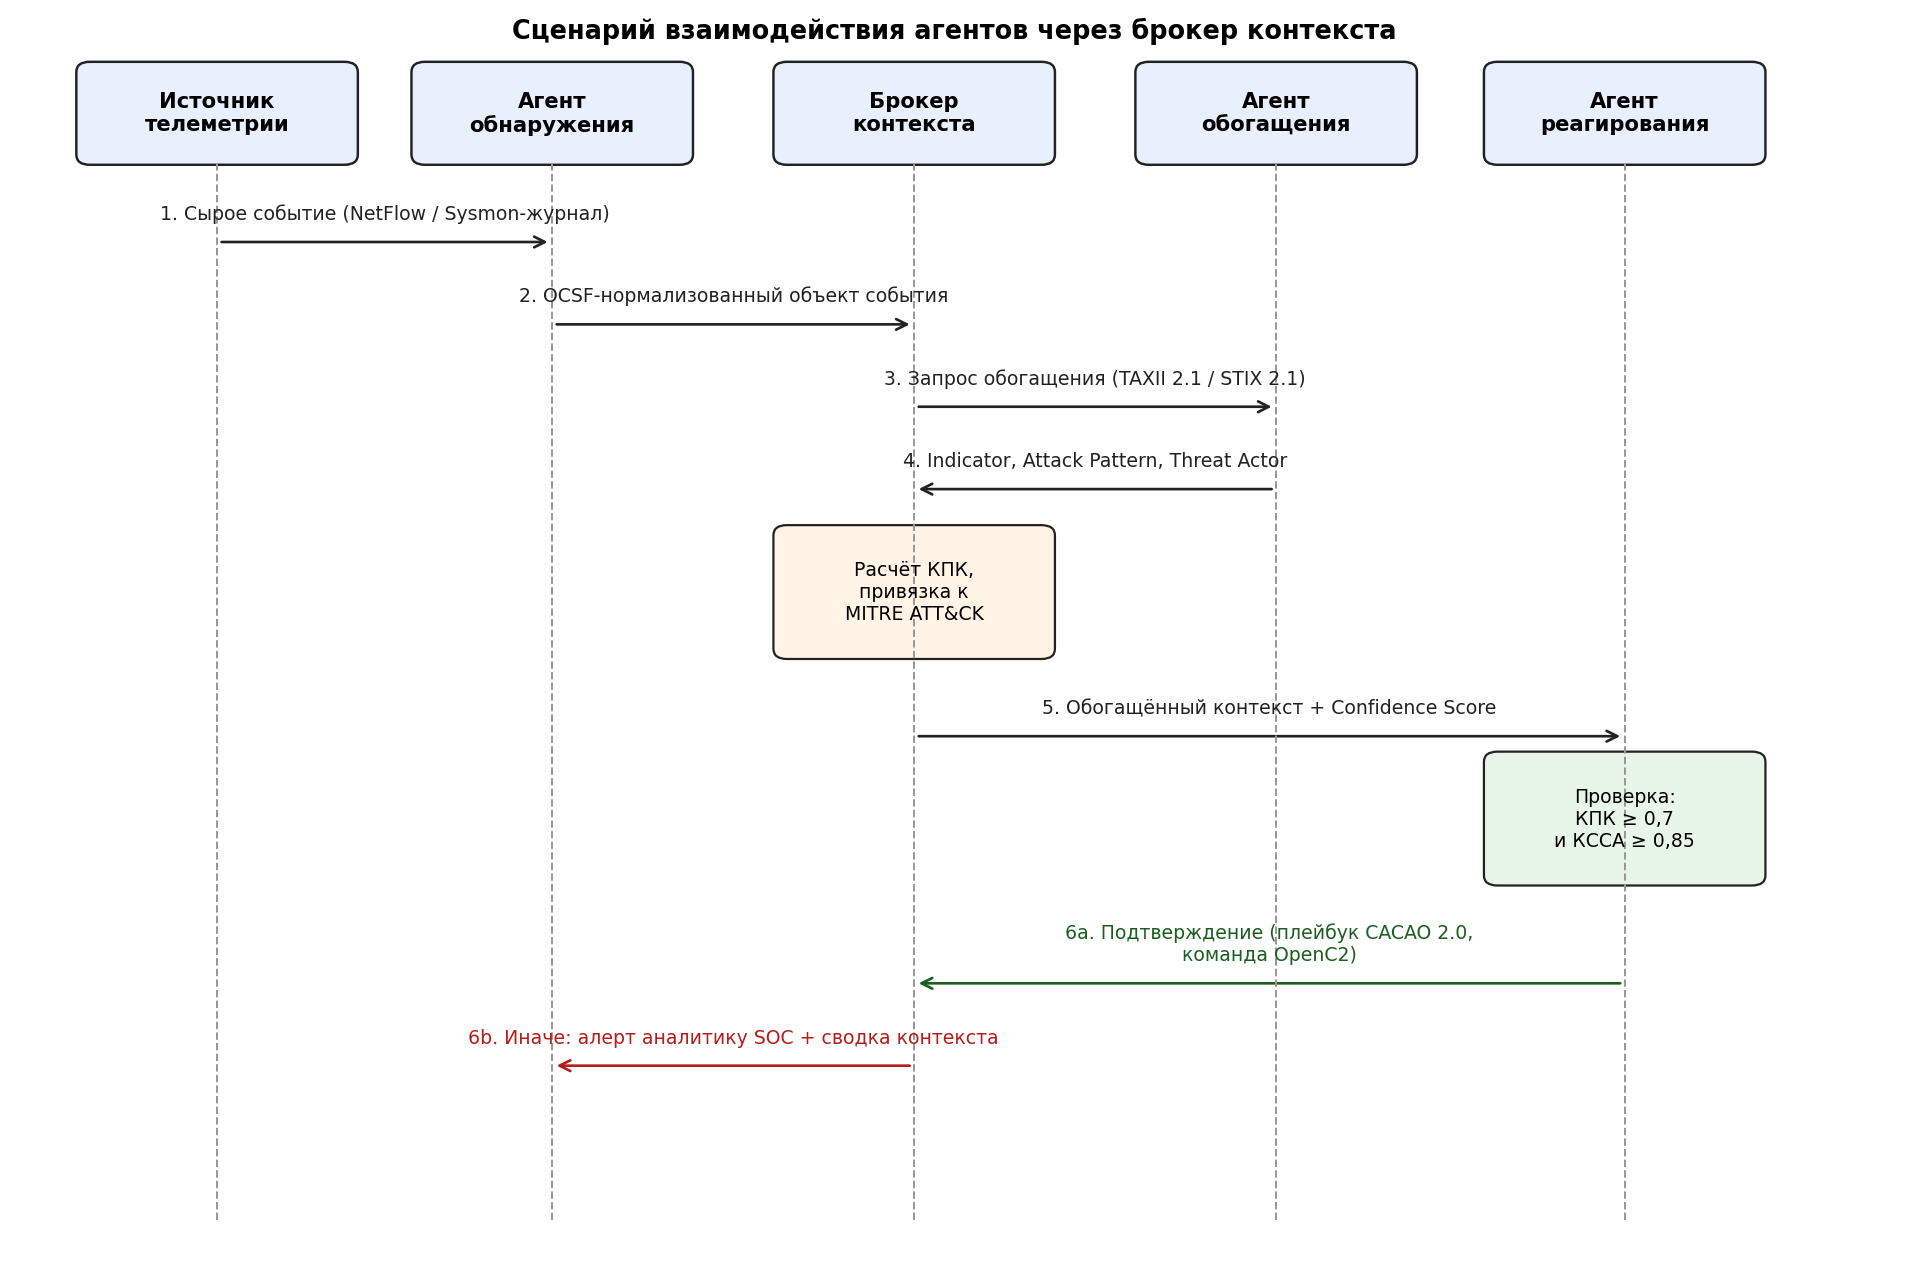 Сценарий взаимодействия агентов через брокер контекста
Источник
телеметрии
Агент
обнаружения
Брокер
контекста
Агент
обогащения
Агент
реагирования
1. Сырое событие (NetFlow / Sysmon-журнал)
2. OCSF-нормализованный объект события
3. Запрос обогащения (TAXII 2.1 / STIX 2.1)
4. Indicator, Attack Pattern, Threat Actor
Расчёт КПК,
привязка к
MITRE ATT&CK
5. Обогащённый контекст + Confidence Score
Проверка:
КПК ≥ 0,7
и КССА ≥ 0,85
6a. Подтверждение (плейбук CACAO 2.0,
команда OpenC2)
6b. Иначе: алерт аналитику SOC + сводка контекста